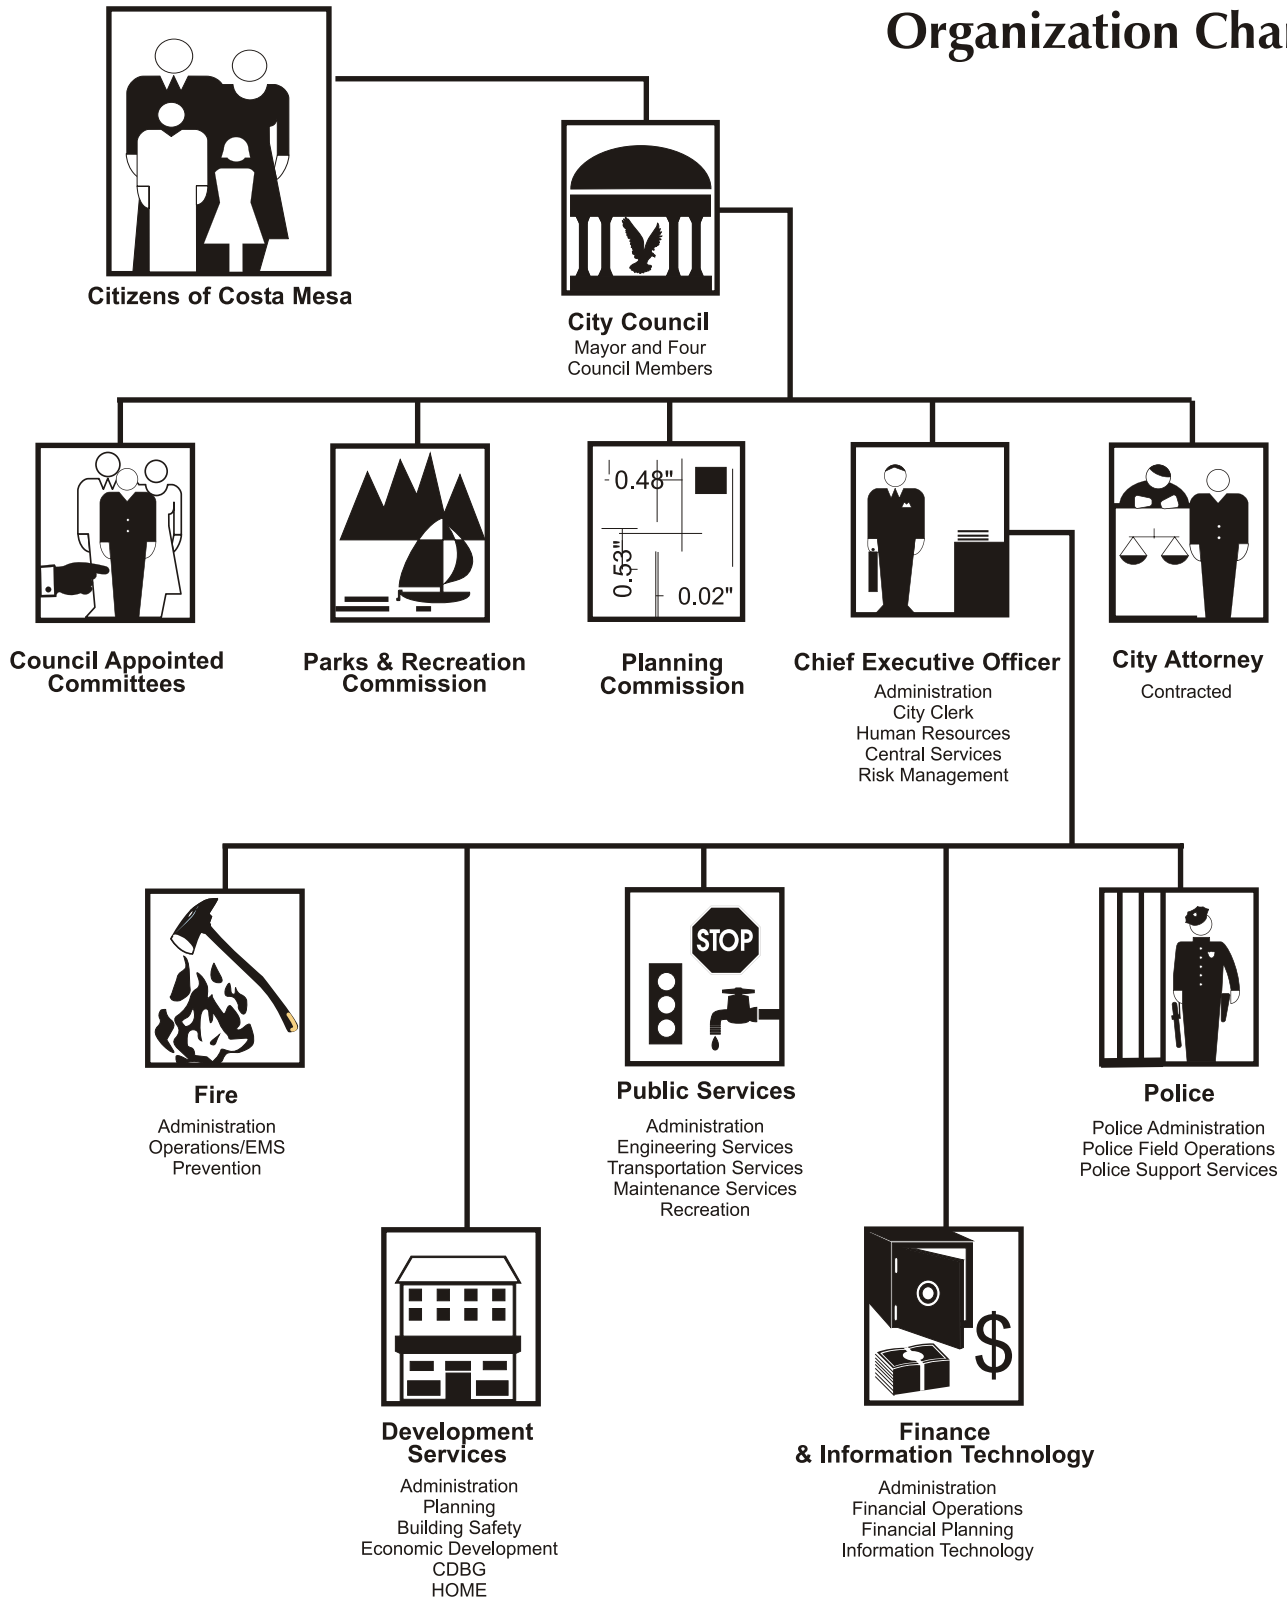 Organization Char
Citizens of Costa Mesa
City Council
Mayor and Four
Council Members
0.48"
0.53"
0.02"
Council Appointed
Committees
Parks & Recreation
Commission
Planning
Commission
Chief Executive Officer
Administration
City Clerk
Human Resources
Central Services
Risk Management
City Attorney
Contracted
Fire
Administration
Operations/EMS
Prevention
STOP
Public Services
Administration
Engineering Services
Transportation Services
Maintenance Services
Recreation
Police
Police Administration
Police Field Operations
Police Support Services
Development
Services
Administration
Planning
Building Safety
Economic Development
CDBG
HOME
$
Finance
& Information Technology
Administration
Financial Operations
Financial Planning
Information Technology